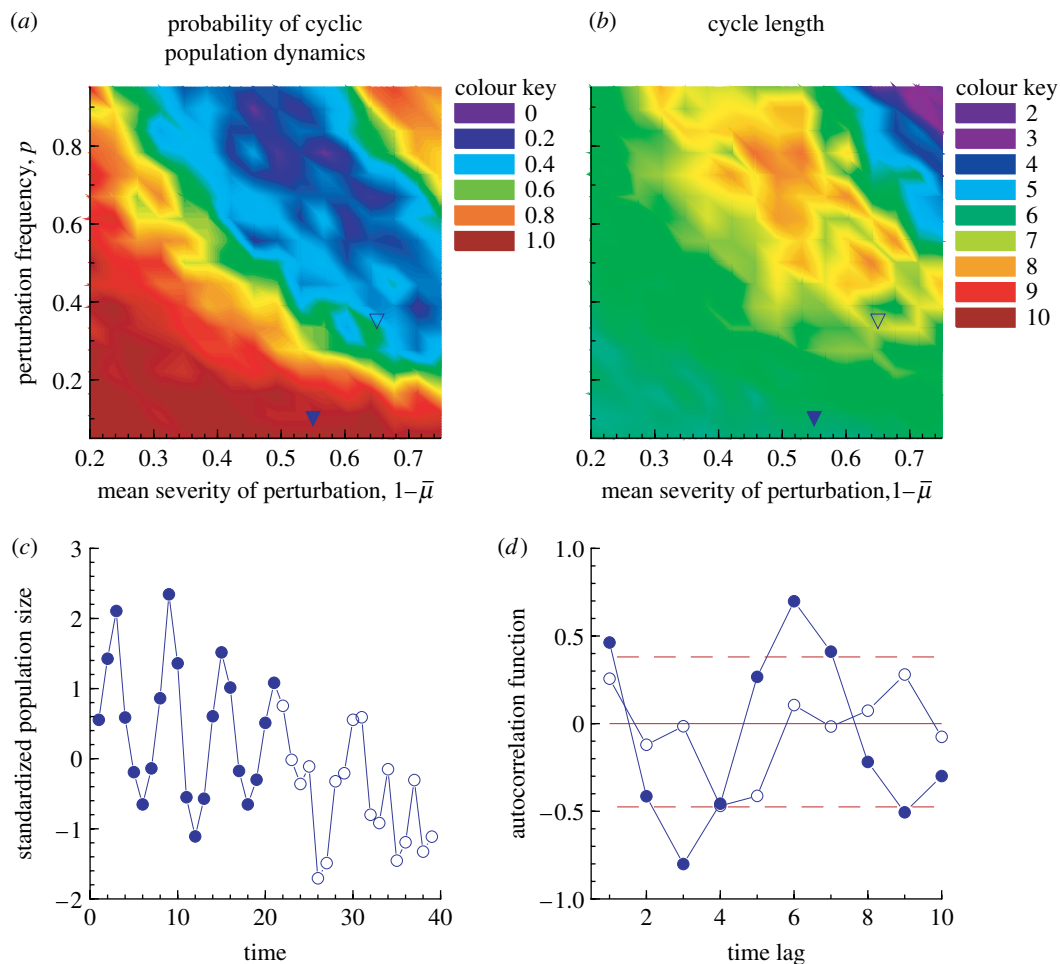 (a)
probability of cyclic
population dynamics
colour key
0
0.2
0.4
0.6
0.8
1.0
perturbation frequency, p
0.8
0.6
0.4
0.2
0.2 0.3 0.4 0.5 0.6 0.7
mean severity of perturbation, 1–μ̄
(b)
cycle length
colour key
2
3
4
5
6
7
8
9
10
0.2 0.3 0.4 0.5 0.6 0.7
mean severity of perturbation,1–μ̄
(c)
standardized population size
3
2
1
0
−1
−2
0 10 20 30 40
time
(d)
autocorrelation function
1.0
0.5
0
−0.5
−1.0
2 4 6 8 10
time lag